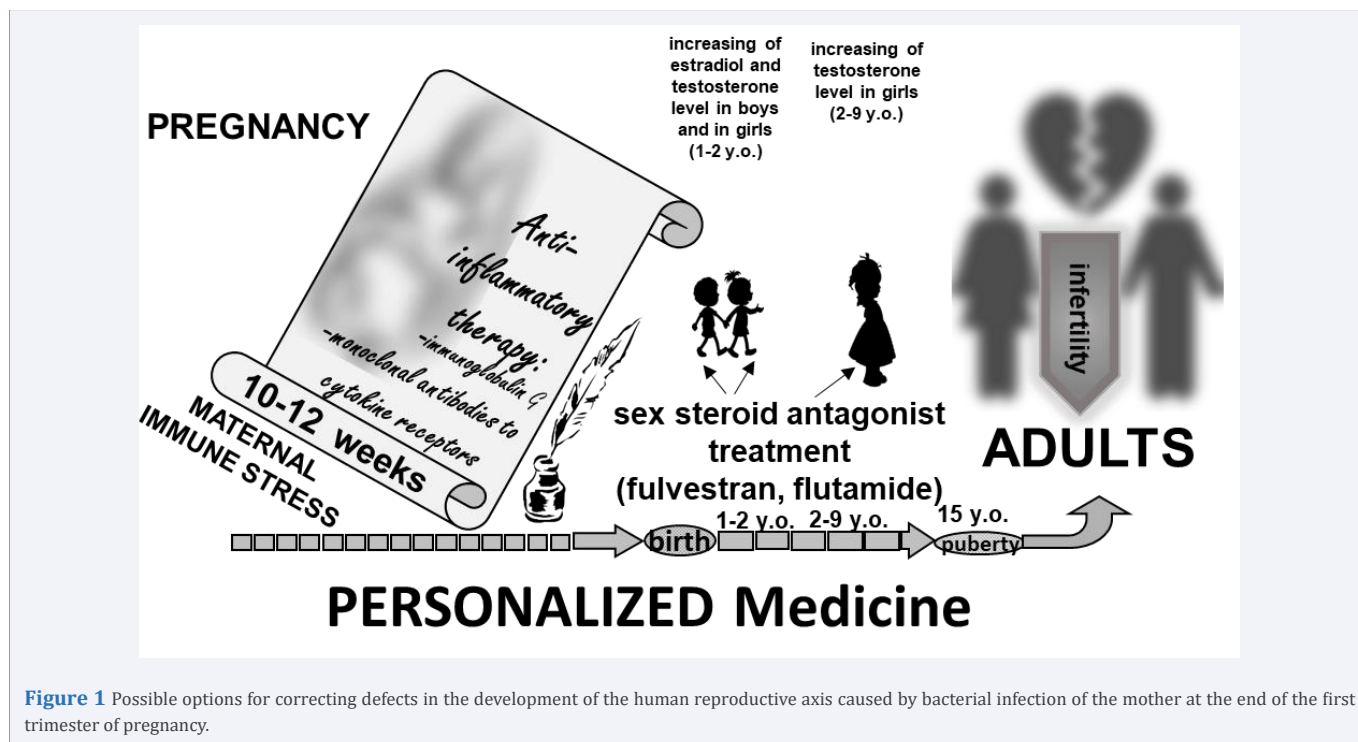 PREGNANCY
increasing of
estradiol and
testosterone
level in boys
and in girls
(1-2 y.o.)
increasing of
testosterone
level in girls
(2-9 y.o.)
Anti-
inflammatory
therapy:
-immunoglobulin G
-monoclonal antibodies to
cytokine receptors
10-12 weeks
MATERNAL
IMMUNE STRESS
infertility
sex steroid antagonist
treatment
(fulvestran, flutamide)
ADULTS
birth
1-2 y.o.
2-9 y.o.
15 y.o.
puberty
PERSONALIZED Medicine
Figure 1 Possible options for correcting defects in the development of the human reproductive axis caused by bacterial infection of the mother at the end of the first
trimester of pregnancy.